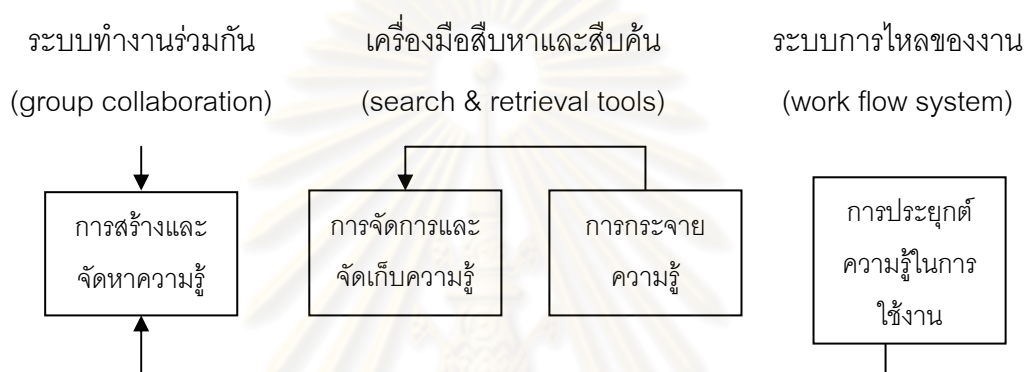 ระบบทำงานร่วมกัน เครื่องมือสืบหาและสืบค้น ระบบการไหลของงาน
(group collaboration) (search & retrieval tools) (work flow system)
การสร้างและ
จัดหาความรู้
การจัดการและ
จัดเก็บความรู้
การกระจาย
ความรู้
การประยุกต์
ความรู้ในการ
ใช้งาน